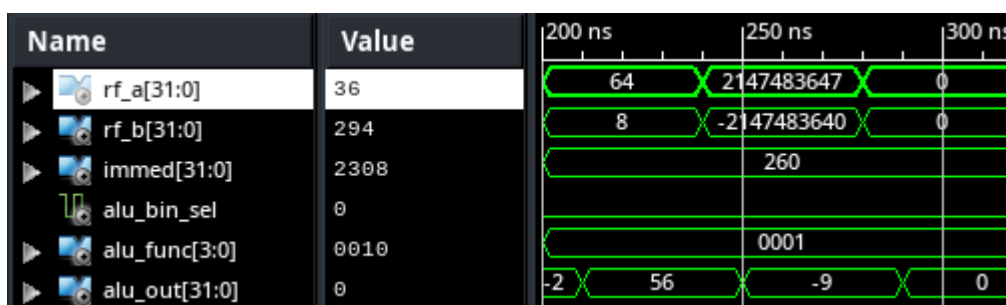 Name Value 200 ns 250 ns 300 ns
rf_a[31:0] 36 64 2147483647 0
rf_b[31:0] 294 8 -2147483640 0
immed[31:0] 2308 260
alu_bin_sel 0
alu_func[3:0] 0010 0001
alu_out[31:0] 0 -2 56 -9 0